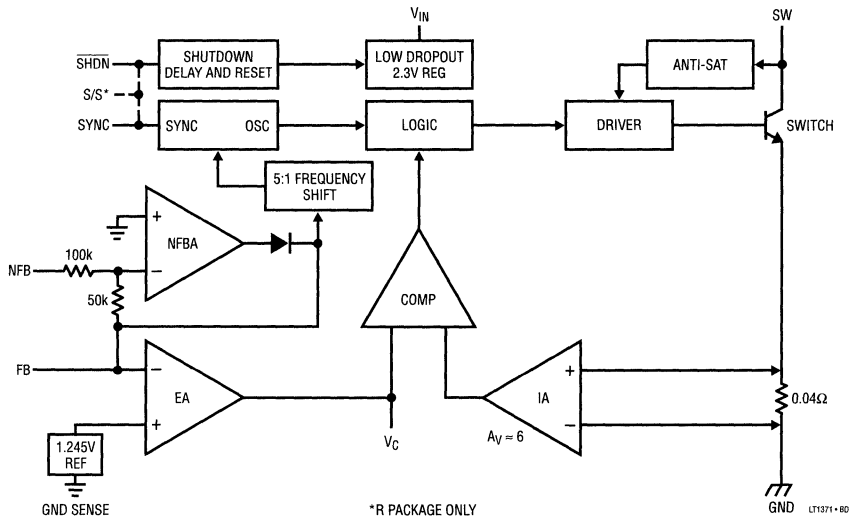 V_IN
SW
SHDN
SHUTDOWN
DELAY AND RESET
LOW DROPOUT
2.3V REG
ANTI-SAT
S/S*
SYNC
SYNC OSC
LOGIC
DRIVER
SWITCH
5:1 FREQUENCY
SHIFT
+
NFBA
−
100k
NFB
50k
COMP
FB
−
EA
+
+
IA
−
0.04Ω
A_V ≈ 6
V_C
1.245V
REF
GND SENSE
*R PACKAGE ONLY
GND
LT1371 • BD